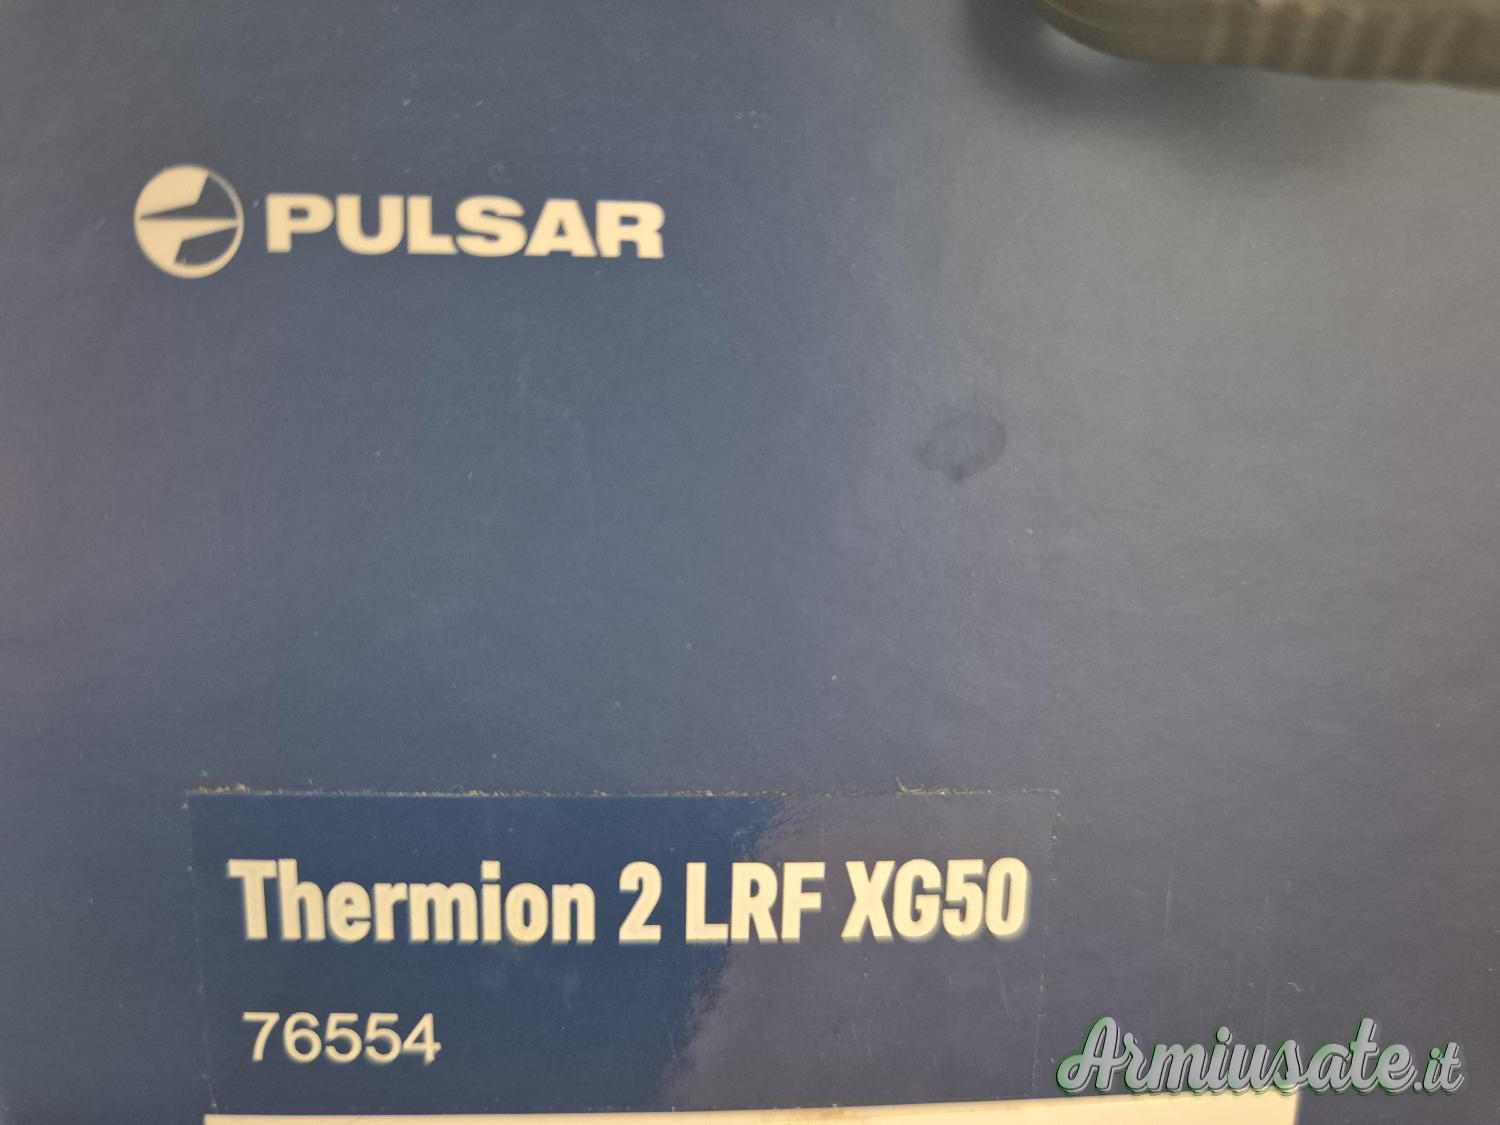 PULSAR
Thermion 2 LRF XG50
76554
Armiusate.it